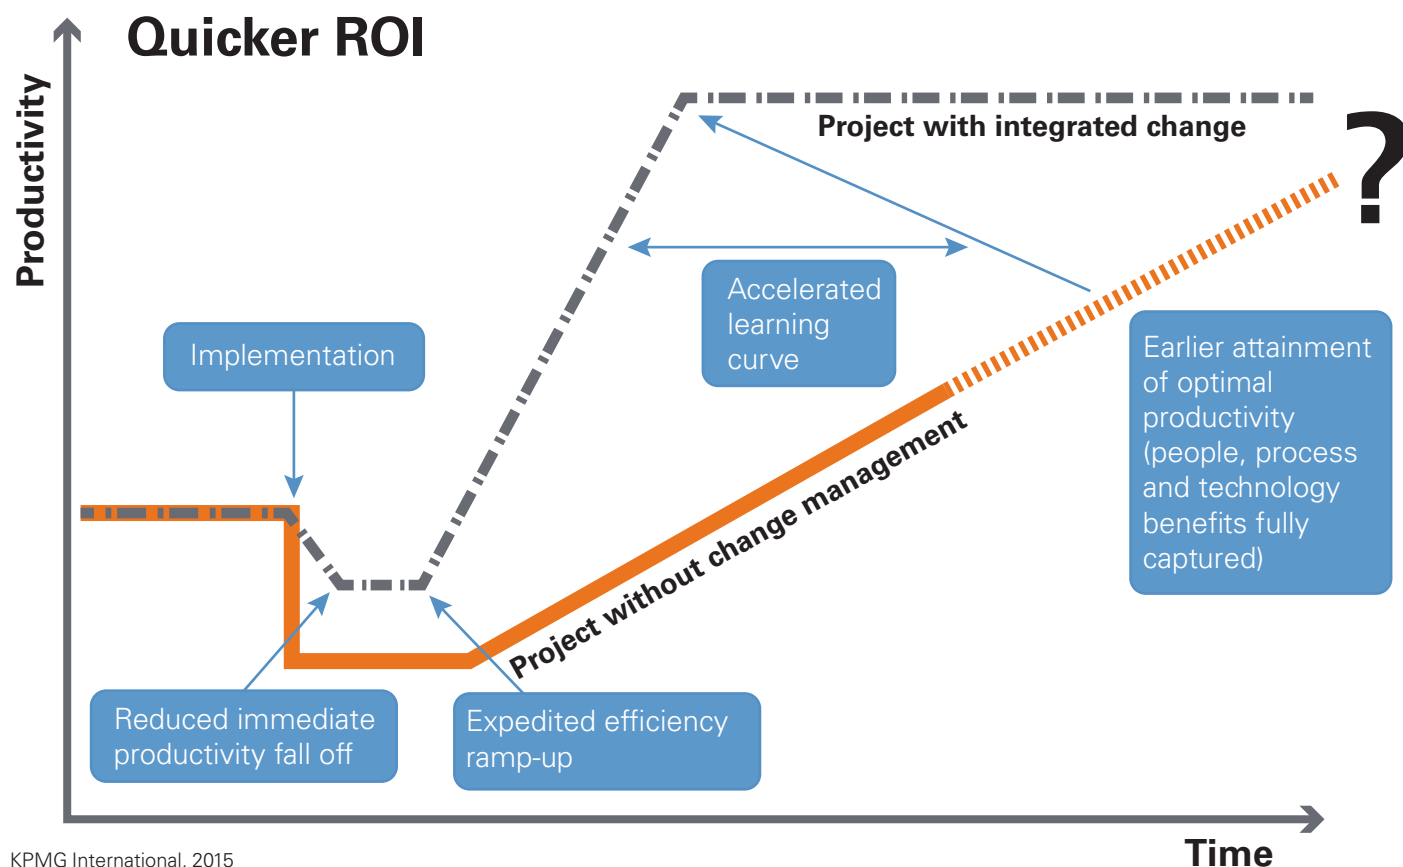 Quicker ROI
Productivity
Project with integrated change
?
Accelerated
learning
curve
Implementation
Earlier attainment
of optimal
productivity
(people, process
and technology
benefits fully
captured)
Project without change management
Reduced immediate
productivity fall off
Expedited efficiency
ramp-up
Time
KPMG International, 2015